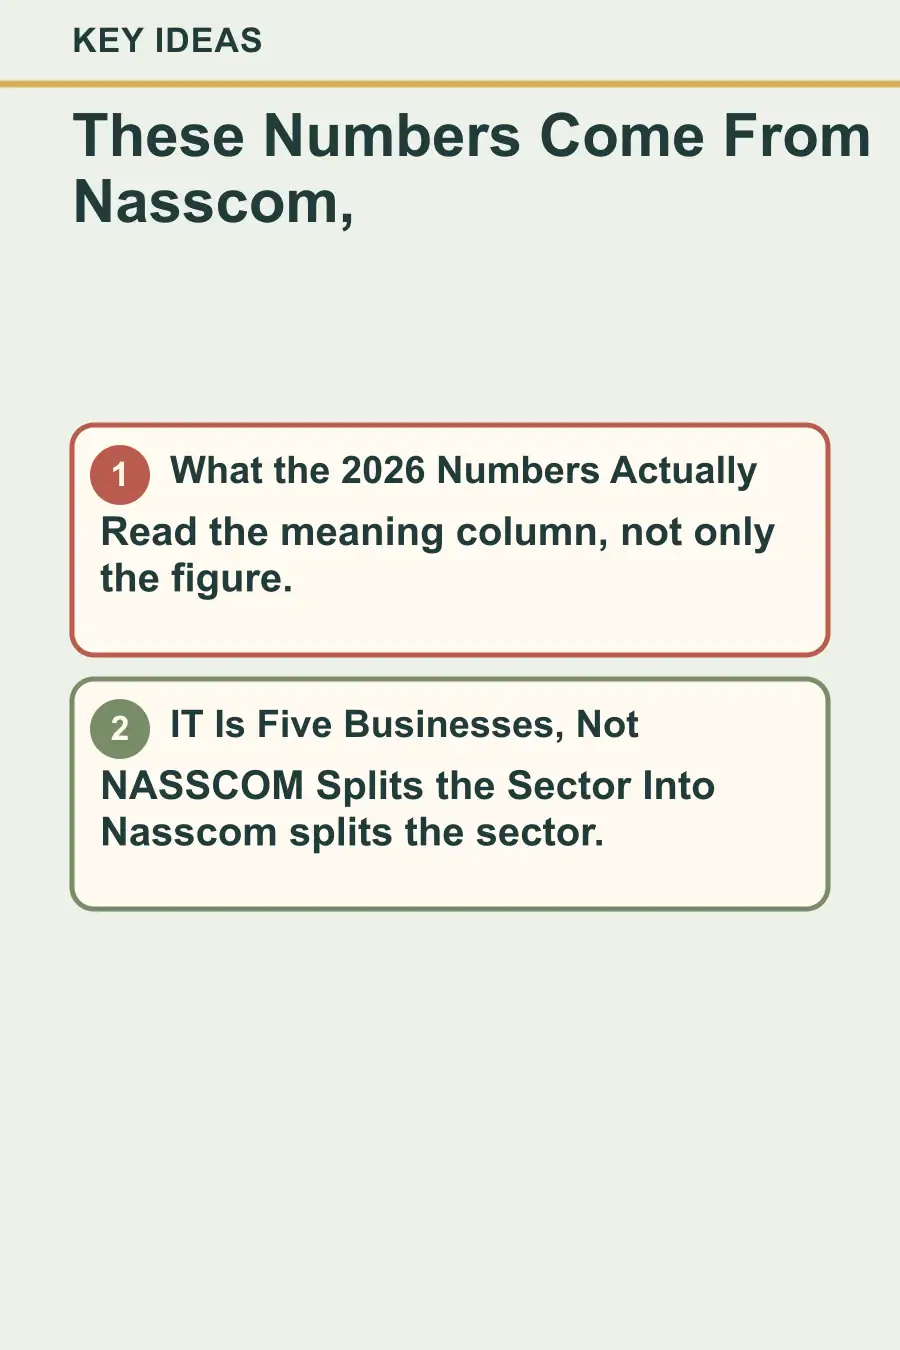 KEY IDEAS
These Numbers Come From
Nasscom,
1 What the 2026 Numbers Actually
Read the meaning column, not only
the figure.
2 IT Is Five Businesses, Not
NASSCOM Splits the Sector Into
Nasscom splits the sector.